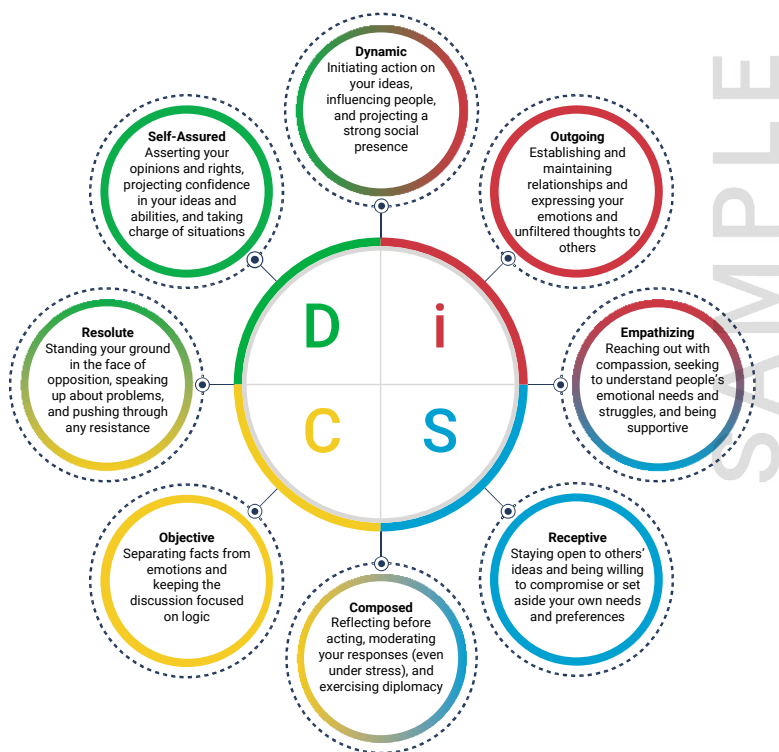 Dynamic
Initiating action on
your ideas,
influencing people,
and projecting a
strong social
presence
Self-Assured
Asserting your
opinions and rights,
projecting confidence
in your ideas and
abilities, and taking
charge of situations
Outgoing
Establishing and
maintaining
relationships and
expressing your
emotions and
unfiltered thoughts to
others
SAMPLE
D
i
Resolute
Standing your ground
in the face of
opposition, speaking
up about problems,
and pushing through
any resistance
Empathizing
Reaching out with
compassion, seeking
to understand people's
emotional needs and
struggles, and being
supportive
C
S
Objective
Separating facts from
emotions and
keeping the
discussion focused
on logic
Receptive
Staying open to others'
ideas and being willing
to compromise or set
aside your own needs
and preferences
Composed
Reflecting before
acting, moderating
your responses (even
under stress), and
exercising diplomacy